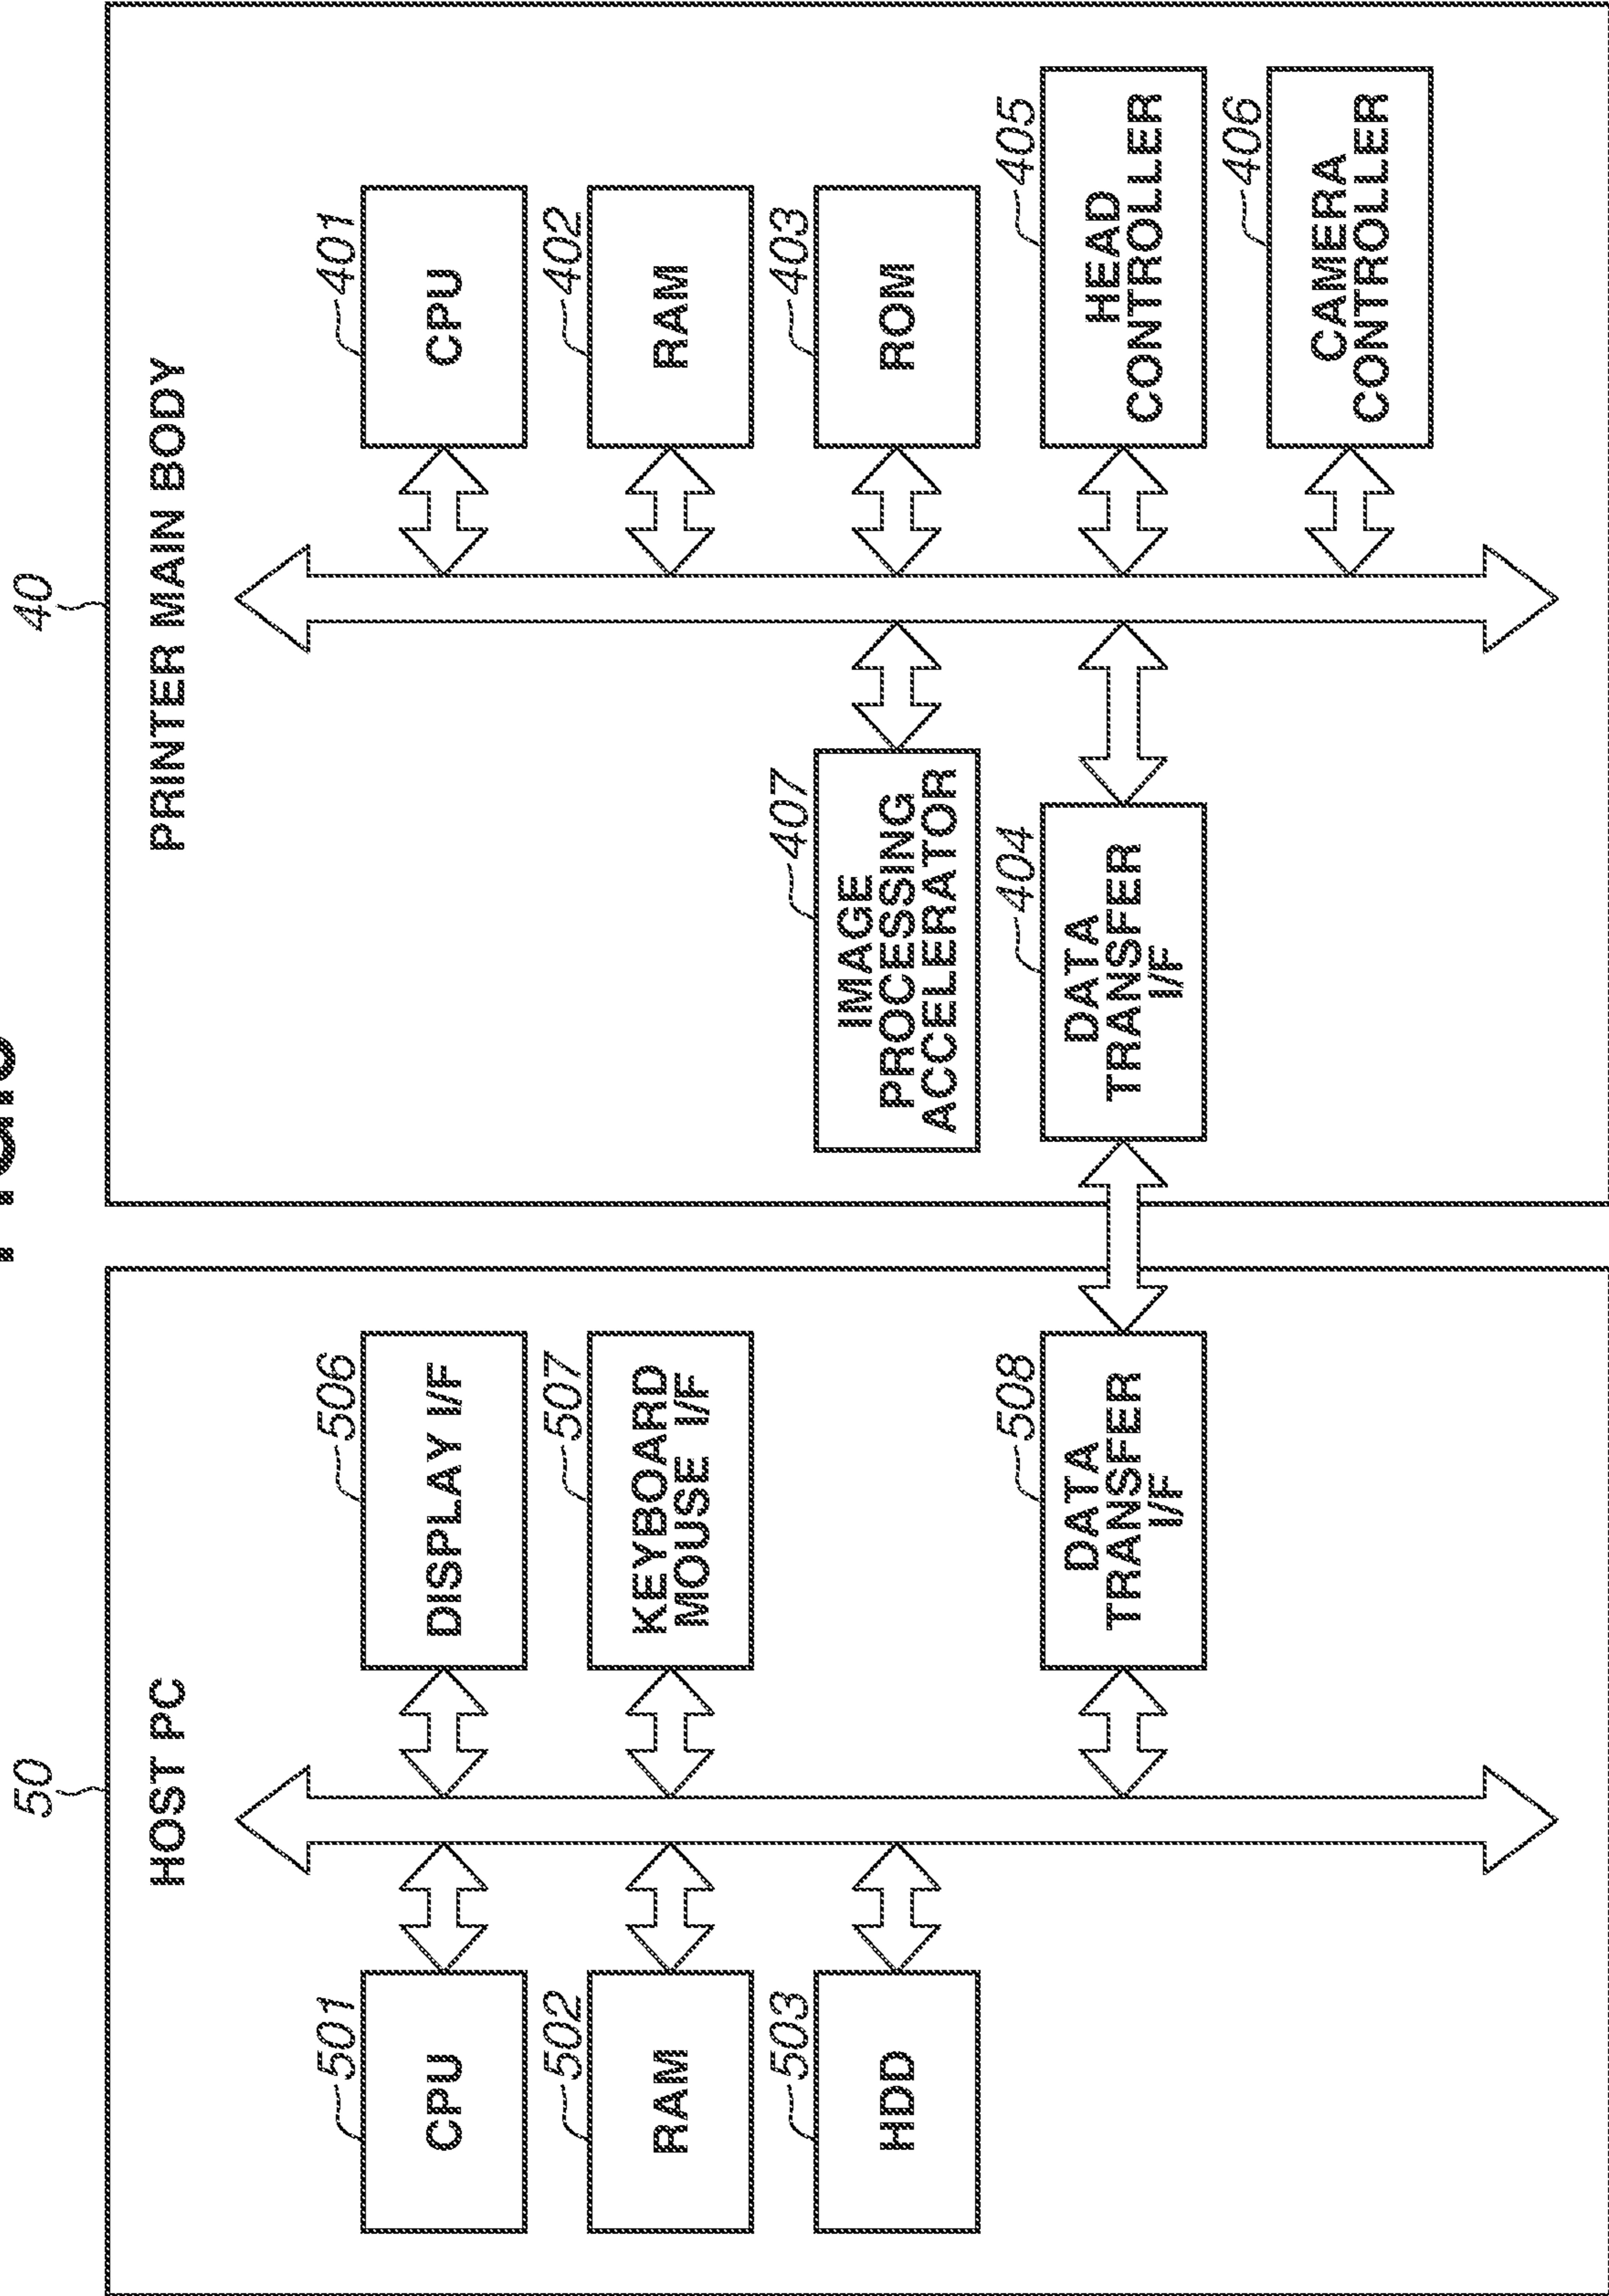 50
HOST PC
501
CPU
502
RAM
503
HDD
506
DISPLAY I/F
507
KEYBOARD
MOUSE I/F
508
DATA
TRANSFER
I/F
40
PRINTER MAIN BODY
407
IMAGE
PROCESSING
ACCELERATOR
404
DATA
TRANSFER
I/F
401
CPU
402
RAM
403
ROM
405
HEAD
CONTROLLER
406
CAMERA
CONTROLLER